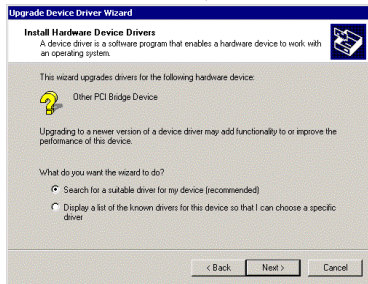 Upgrade Device Driver Wizard
Install Hardware Device Drivers
A device driver is a software program that enables a hardware device to work with
an operating system.
This wizard upgrades drivers for the following hardware device:
Other PCI Bridge Device
Upgrading to a newer version of a device driver may add functionality to or improve the
performance of this device.
What do you want the wizard to do?
Search for a suitable driver for my device (recommended)
Display a list of the known drivers for this device so that I can choose a specific
driver
< Back
Next >
Cancel